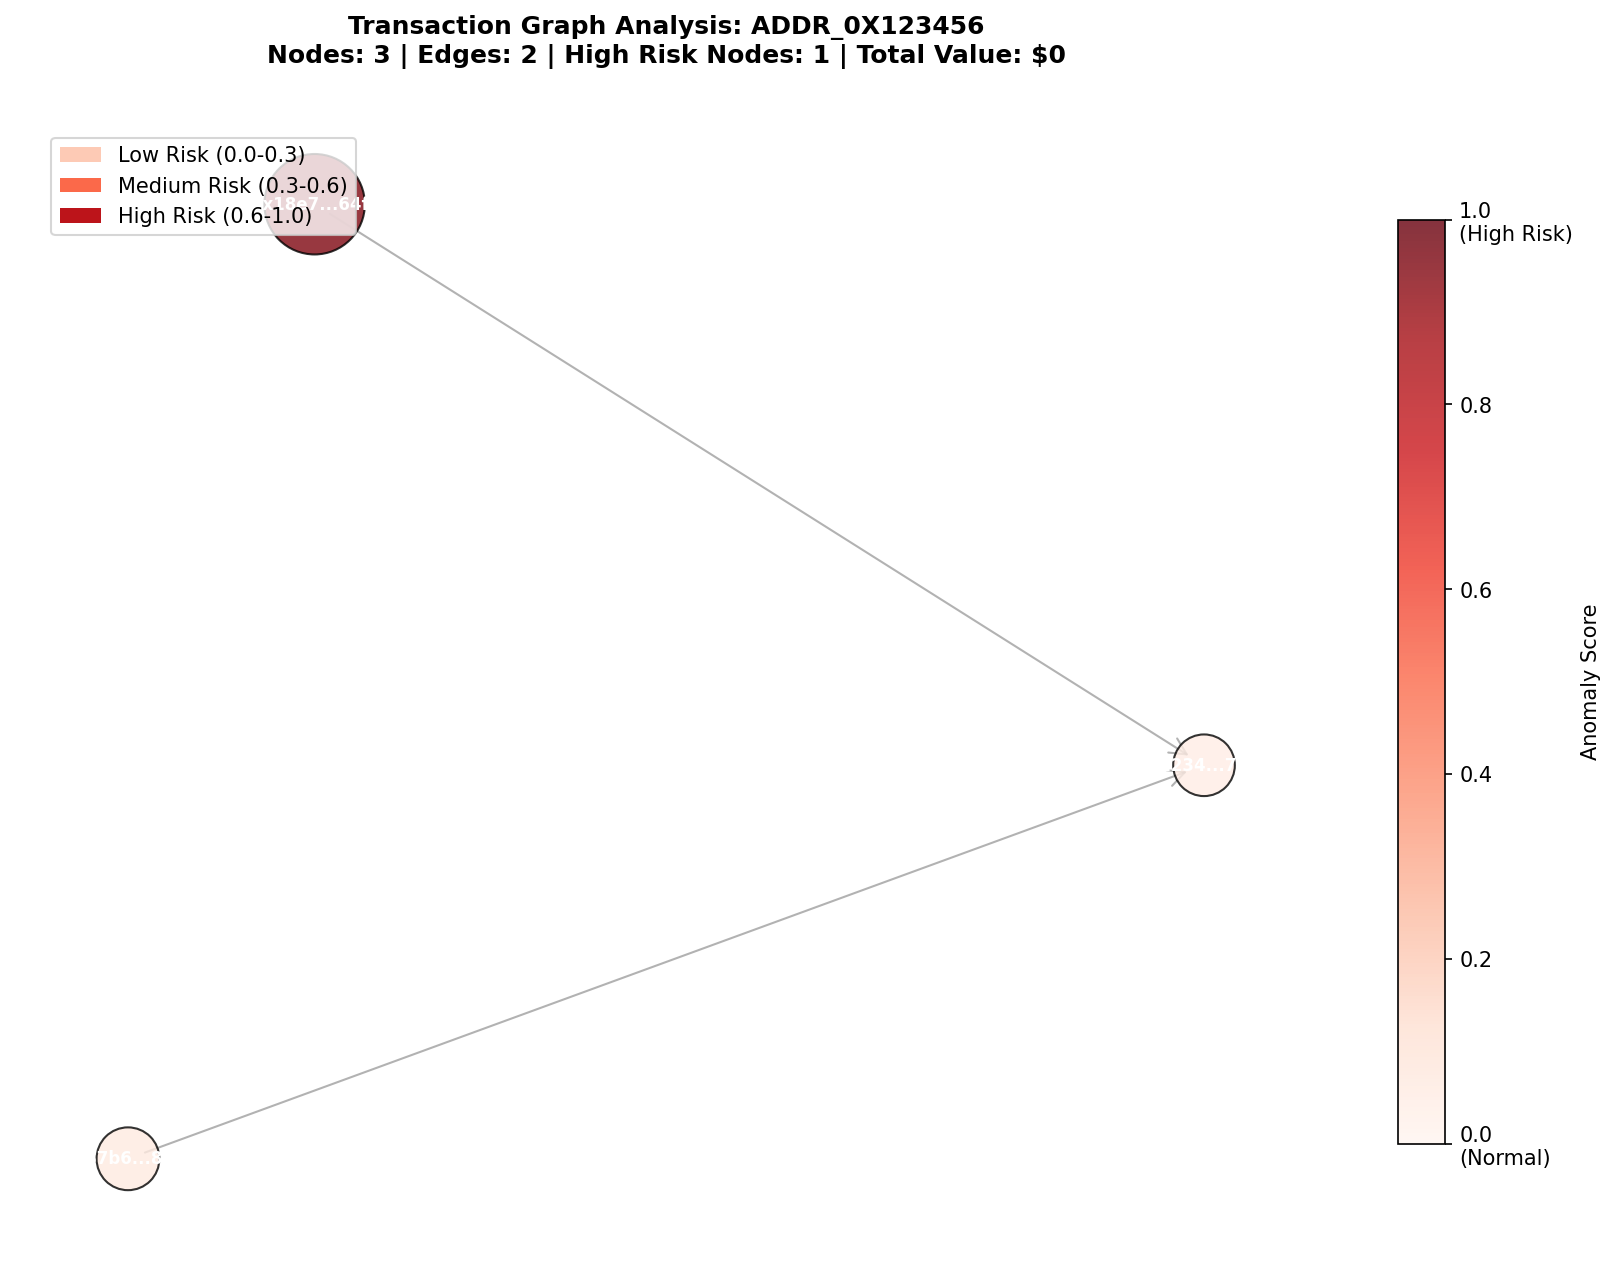 Transaction Graph Analysis: ADDR_0X123456
Nodes: 3 | Edges: 2 | High Risk Nodes: 1 | Total Value: $0
Low Risk (0.0-0.3)
Medium Risk (0.3-0.6)
High Risk (0.6-1.0)
x18e7...64
234...7
7b6...
1.0
(High Risk)
0.8
0.6
0.4
0.2
0.0
(Normal)
Anomaly Score